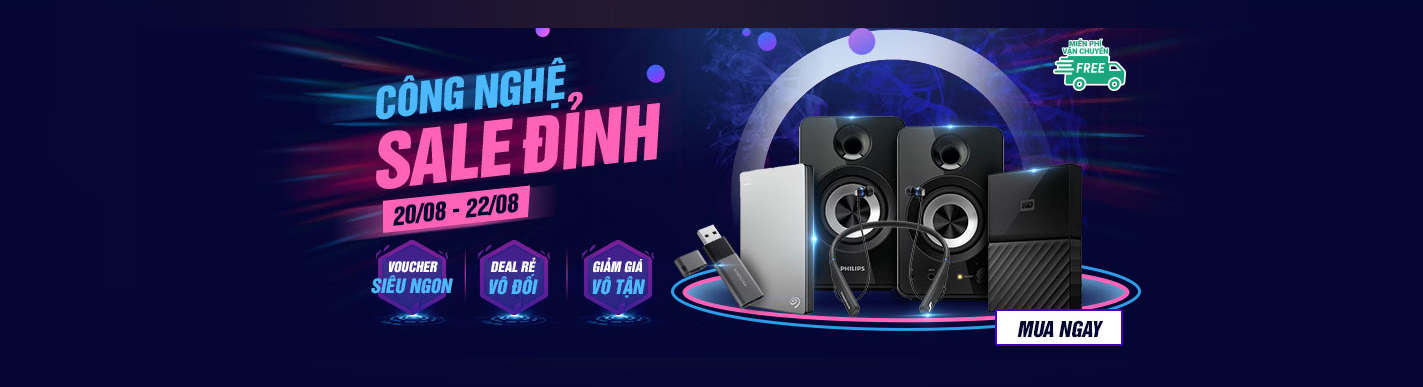 CÔNG NGHỆ
SALE ĐỈNH
20/08 - 22/08
VOUCHER
SIÊU NGON
DEAL RẺ
VÔ ĐỐI
GIẢM GIÁ
VÔ TẬN
MIỄN PHÍ
VẬN CHUYỂN
FREE
PHILIPS
WD
MUA NGAY